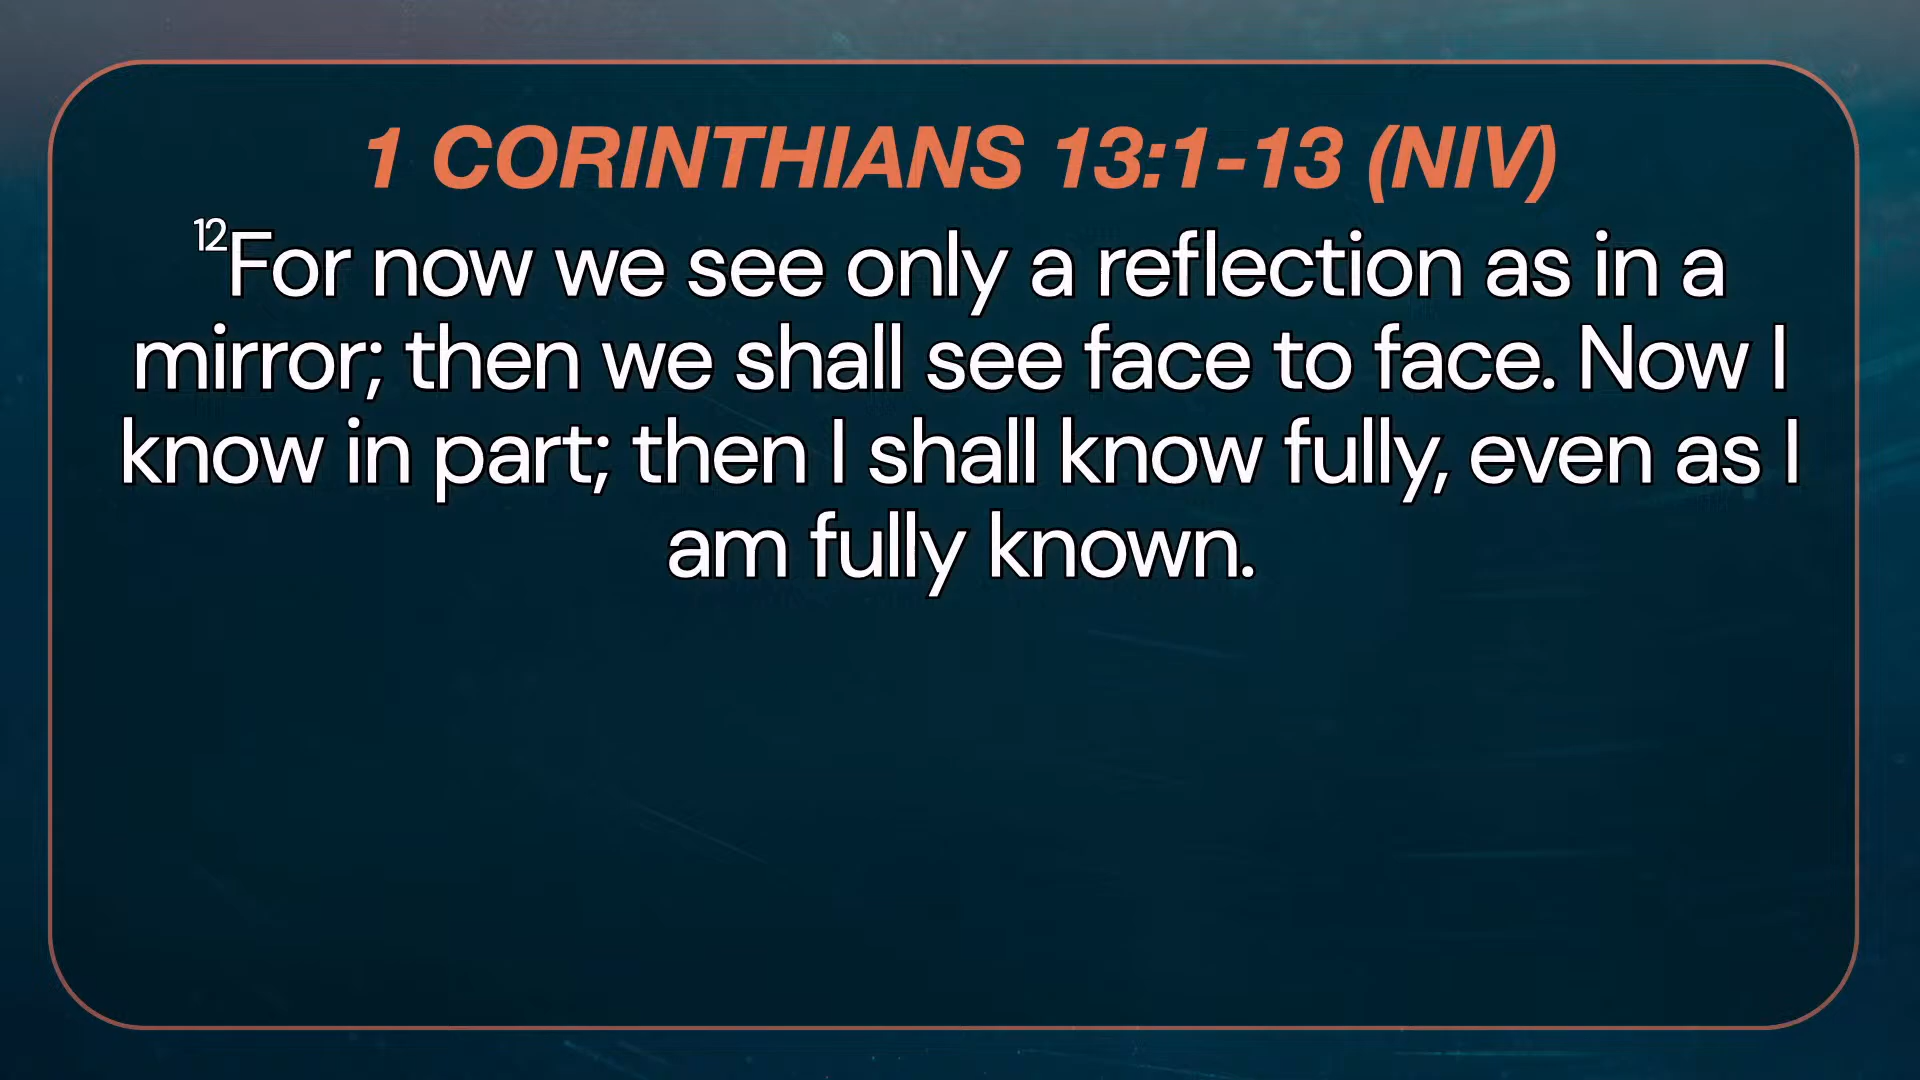 1 CORINTHIANS 13:1-13 (NIV)
12For now we see only a reflection as in a
mirror; then we shall see face to face. Now I
know in part; then I shall know fully, even as I
am fully known.